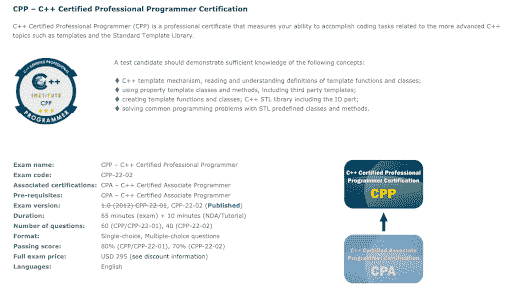 CPP – C++ Certified Professional Programmer Certification
C++ Certified Professional Programmer (CPP) is a professional certificate that measures your ability to accomplish coding tasks related to the more advanced C++
topics such as templates and the Standard Template Library.
A test candidate should demonstrate sufficient knowledge of the following concepts:
C++
INSTITUTE
CPP
PROGRAMMER
♦ C++ template mechanism, reading and understanding definitions of template functions and classes;
♦ using property template classes and methods, including third party templates;
♦ creating template functions and classes; C++ STL library including the IO part;
♦ solving common programming problems with STL predefined classes and methods.
Exam name: CPP – C++ Certified Professional Programmer
Exam code: CPP-22-02
Associated certifications: CPA – C++ Certified Associate Programmer
Pre-requisites: CPA – C++ Certified Associate Programmer
Exam version: 1.0 (2012) CPP-22-01, CPP-22-02 (Published)
Duration: 65 minutes (exam) + 10 minutes (NDA/Tutorial)
Number of questions: 60 (CPP/CPP-22-01), 40 (CPP-22-02)
Format: Single-choice, Multiple-choice questions
Passing score: 80% (CPP/CPP-22-01), 70% (CPP-22-02)
Full exam price: USD 295 (see discount information)
Languages: English
C++ Certified Professional
Programmer Certification
CPP
C++ Certified Associate
Programmer Certification
CPA